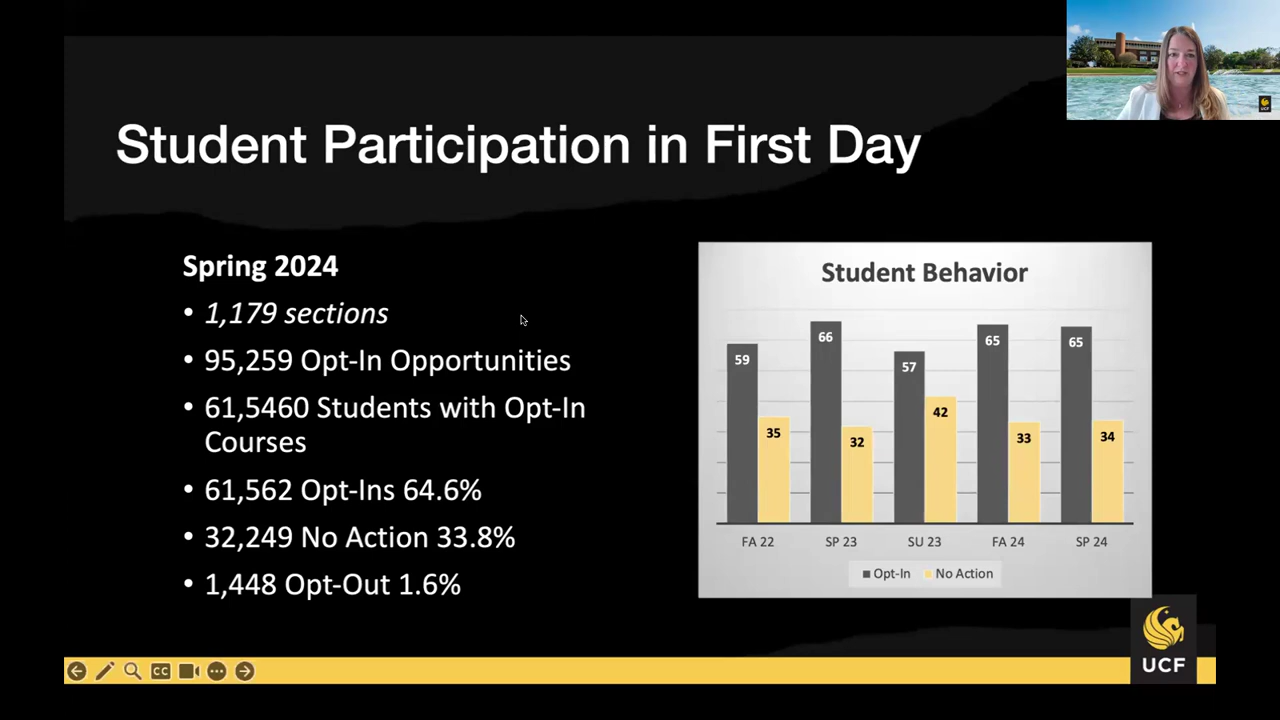 Student Participation in First Day
Spring 2024
• 1,179 sections
• 95,259 Opt-In Opportunities
• 61,5460 Students with Opt-In
Courses
• 61,562 Opt-Ins 64.6%
• 32,249 No Action 33.8%
• 1,448 Opt-Out 1.6%
Student Behavior
59 35 66 32 57 42 65 33 65 34
FA 22 SP 23 SU 23 FA 24 SP 24
Opt-In No Action
CC
UCF
UCF